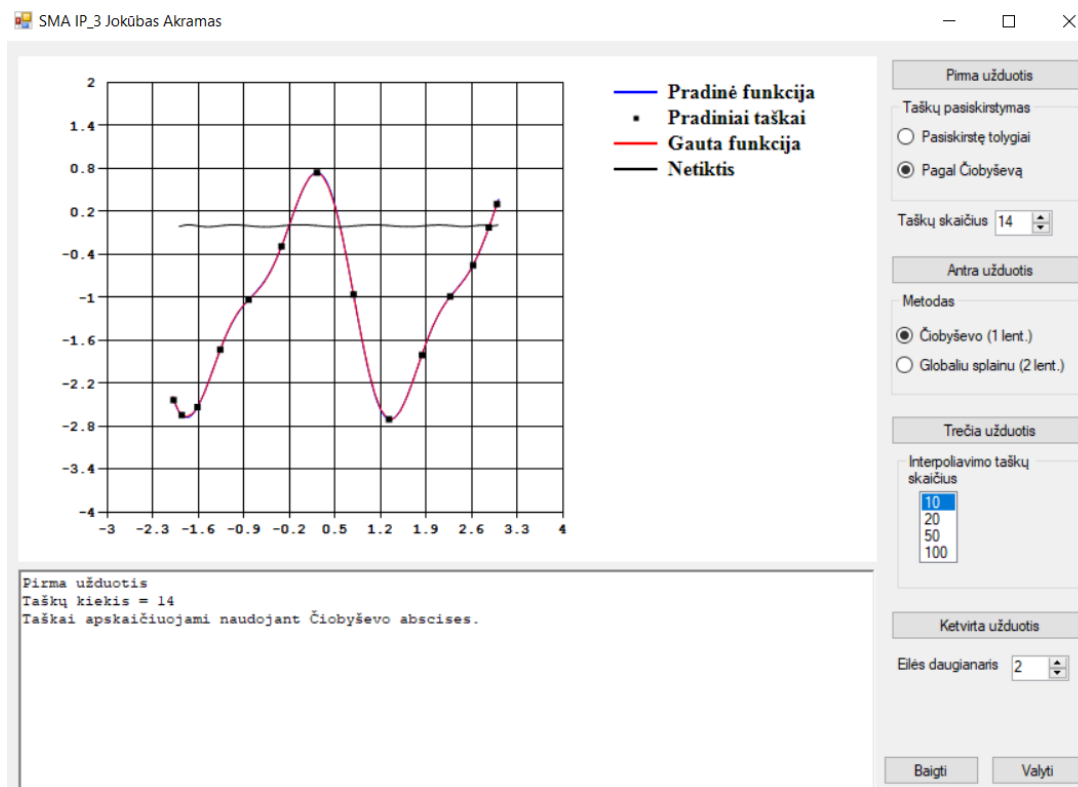 SMA IP_3 Jokūbas Akramas
2
1.4
0.8
0.2
-0.4
-1
-1.6
-2.2
-2.8
-3.4
-4
-3 -2.3 -1.6 -0.9 -0.2 0.5 1.2 1.9 2.6 3.3 4
Pradinė funkcija
Pradiniai taškai
Gauta funkcija
Netiktis
Pirma užduotis
Taškų kiekis = 14
Taškai apskaičiuojami naudojant Čiobyševo abscises.
Pirma užduotis
Taškų pasiskirstymas
Pasiskirstę tolygiai
Pagal Čiobyševą
Taškų skaičius 14
Antra užduotis
Metodas
Čiobyševo (1 lent.)
Globaliu splainu (2 lent.)
Trečia užduotis
Interpoliavimo taškų
skaičius
10
20
50
100
Ketvirta užduotis
Eilės daugianaris 2
Baigti Valyti